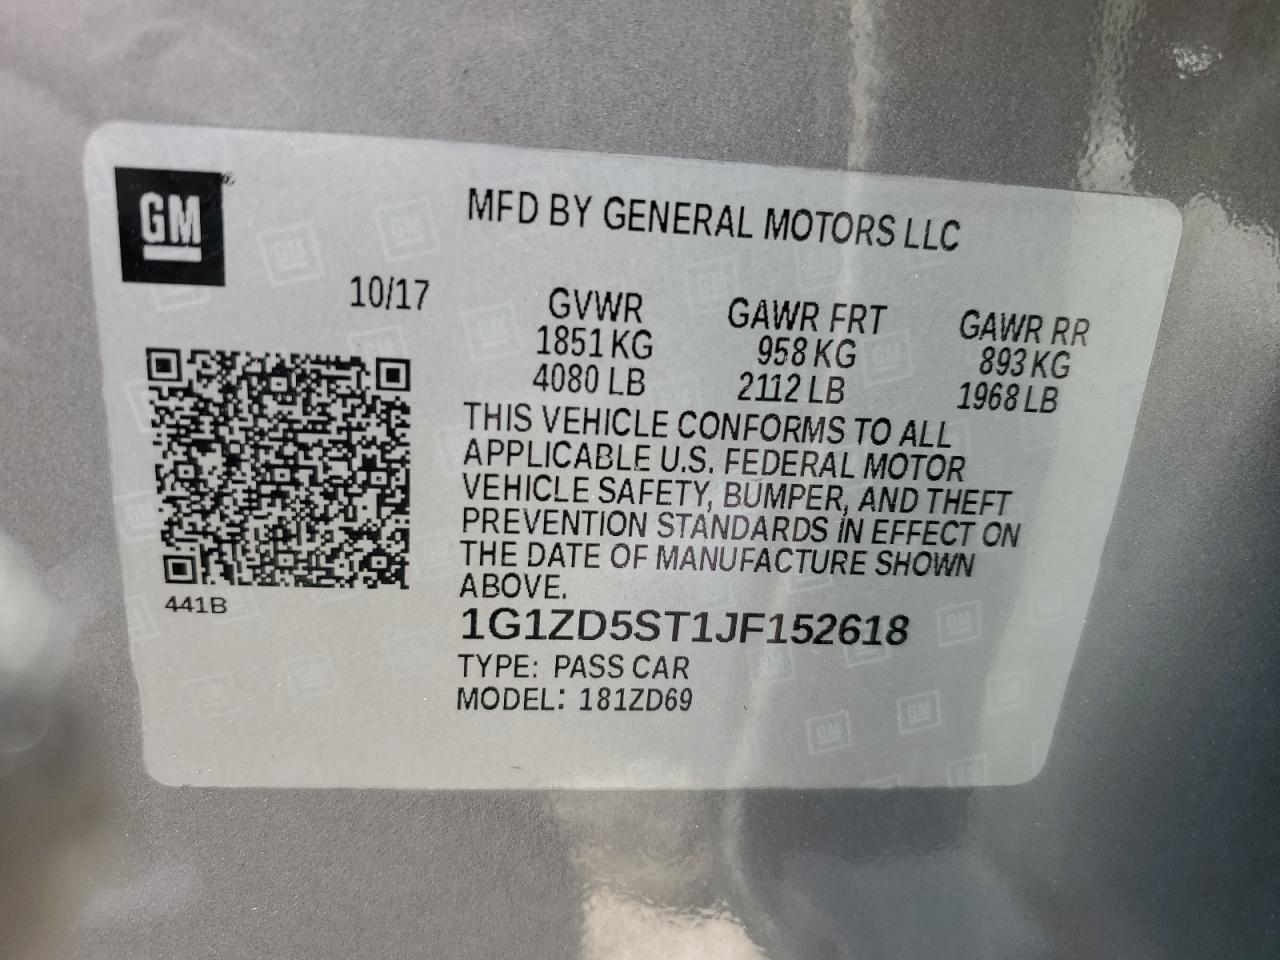 GM
MFD BY GENERAL MOTORS LLC
10/17
GVWR GAWR FRT GAWR RR
1851 KG 958 KG 893 KG
4080 LB 2112 LB 1968 LB
THIS VEHICLE CONFORMS TO ALL
APPLICABLE U.S. FEDERAL MOTOR
VEHICLE SAFETY, BUMPER, AND THEFT
PREVENTION STANDARDS IN EFFECT ON
THE DATE OF MANUFACTURE SHOWN
ABOVE.
441B
1G1ZD5ST1JF152618
TYPE: PASS CAR
MODEL: 181ZD69